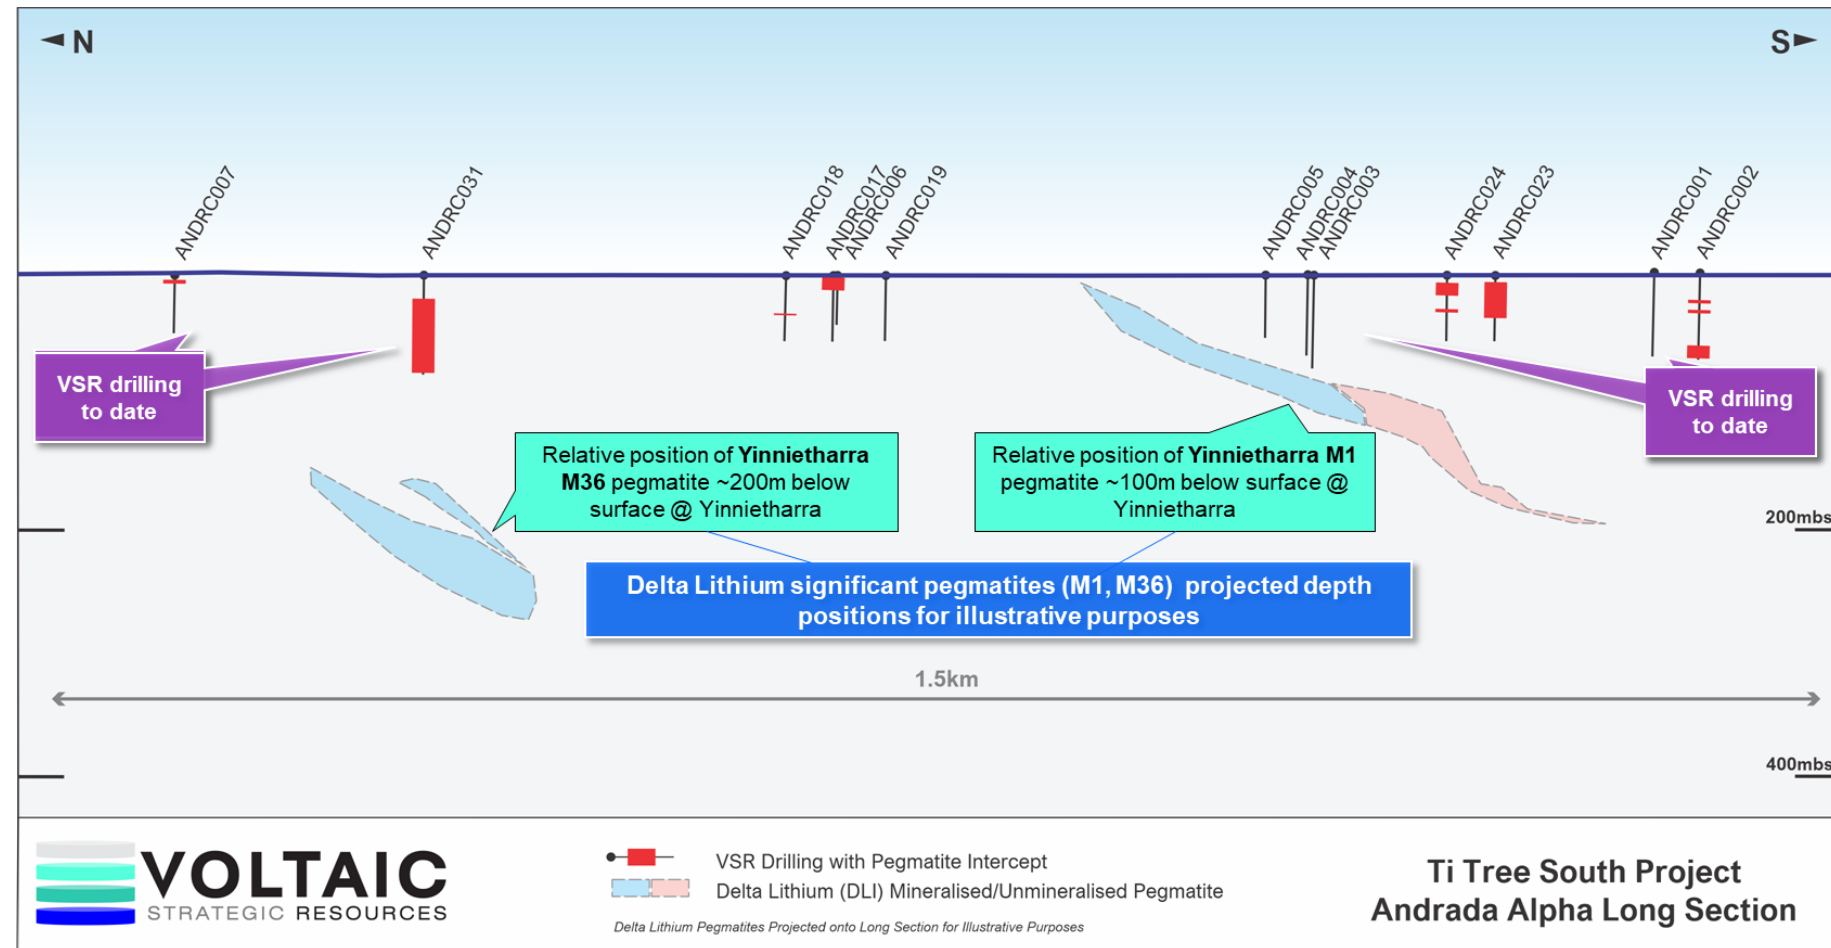 N
S
ANDRC007
ANDRC031
ANDRC018
ANDRC017
ANDRC006
ANDRC019
ANDRC005
ANDRC004
ANDRC003
ANDRC024
ANDRC023
ANDRC001
ANDRC002
VSR drilling
to date
VSR drilling
to date
Relative position of Yinnietharra
M36 pegmatite ~200m below
surface @ Yinnietharra
Relative position of Yinnietharra M1
pegmatite ~100m below surface @
Yinnietharra
200mbs
Delta Lithium significant pegmatites (M1, M36) projected depth
positions for illustrative purposes
1.5km
400mbs
VOLTAIC
STRATEGIC RESOURCES
VSR Drilling with Pegmatite Intercept
Delta Lithium (DLI) Mineralised/Unmineralised Pegmatite
Delta Lithium Pegmatites Projected onto Long Section for Illustrative Purposes
Ti Tree South Project
Andrada Alpha Long Section